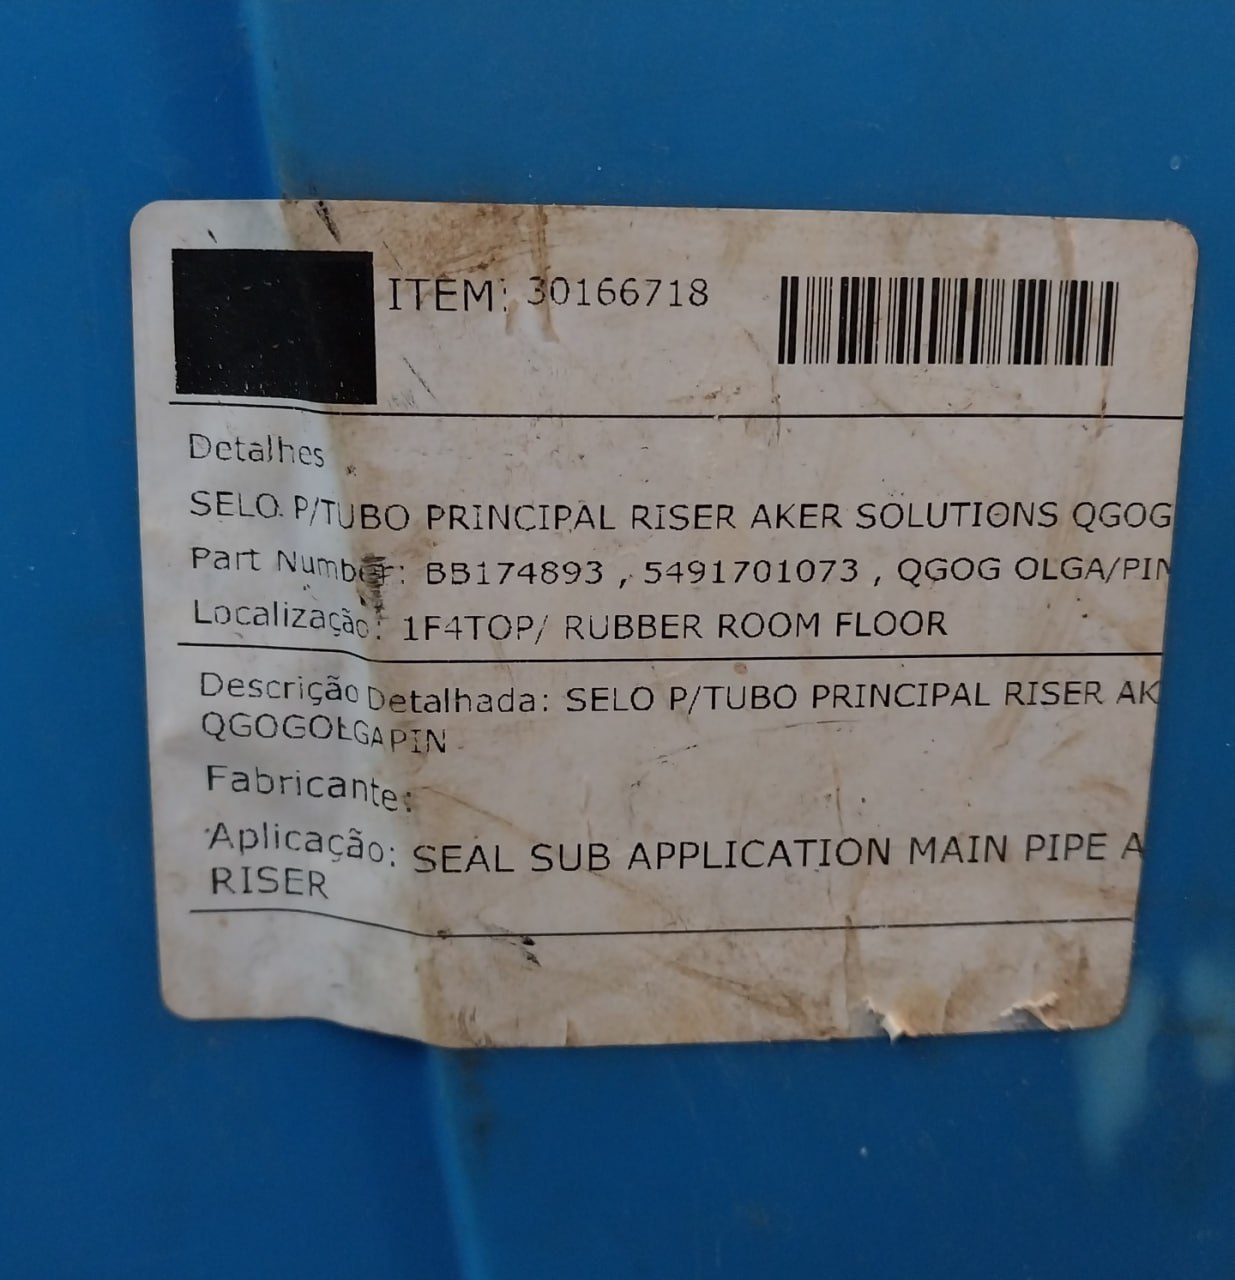 ITEM: 30166718
Detalhes
SELO P/TUBO PRINCIPAL RISER AKER SOLUTIONS QGOG
Part Number: BB174893 , 5491701073 , QGOG OLGA/PIN
Localização: 1F4TOP/ RUBBER ROOM FLOOR
Descrição Detalhada: SELO P/TUBO PRINCIPAL RISER AK
QGOGOLGAPIN
Fabricante:
Aplicação: SEAL SUB APPLICATION MAIN PIPE A
RISER